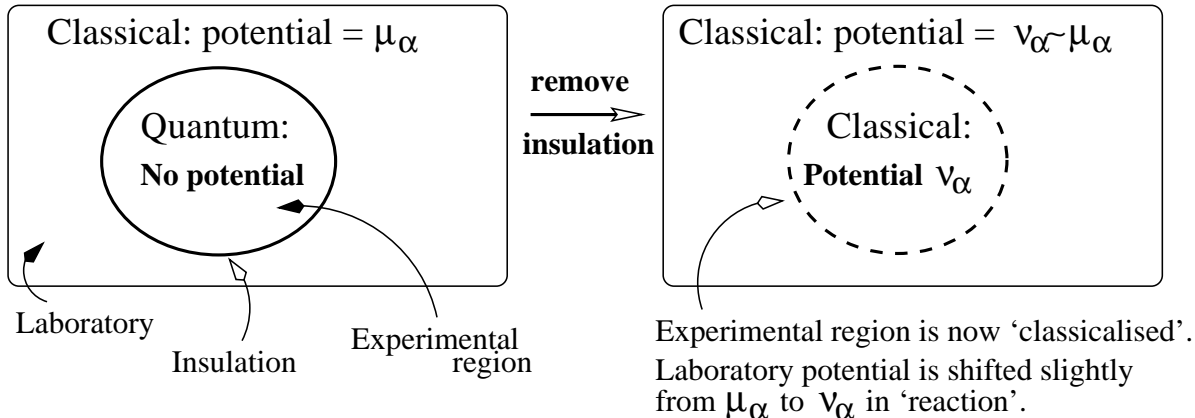 Classical: potential = μα
Quantum:
No potential
Laboratory
Insulation
Experimental
region
remove
insulation
Classical: potential = να~μα
Classical:
Potential να
Experimental region is now ‘classicalised’.
Laboratory potential is shifted slightly
from μα to να in ‘reaction’.